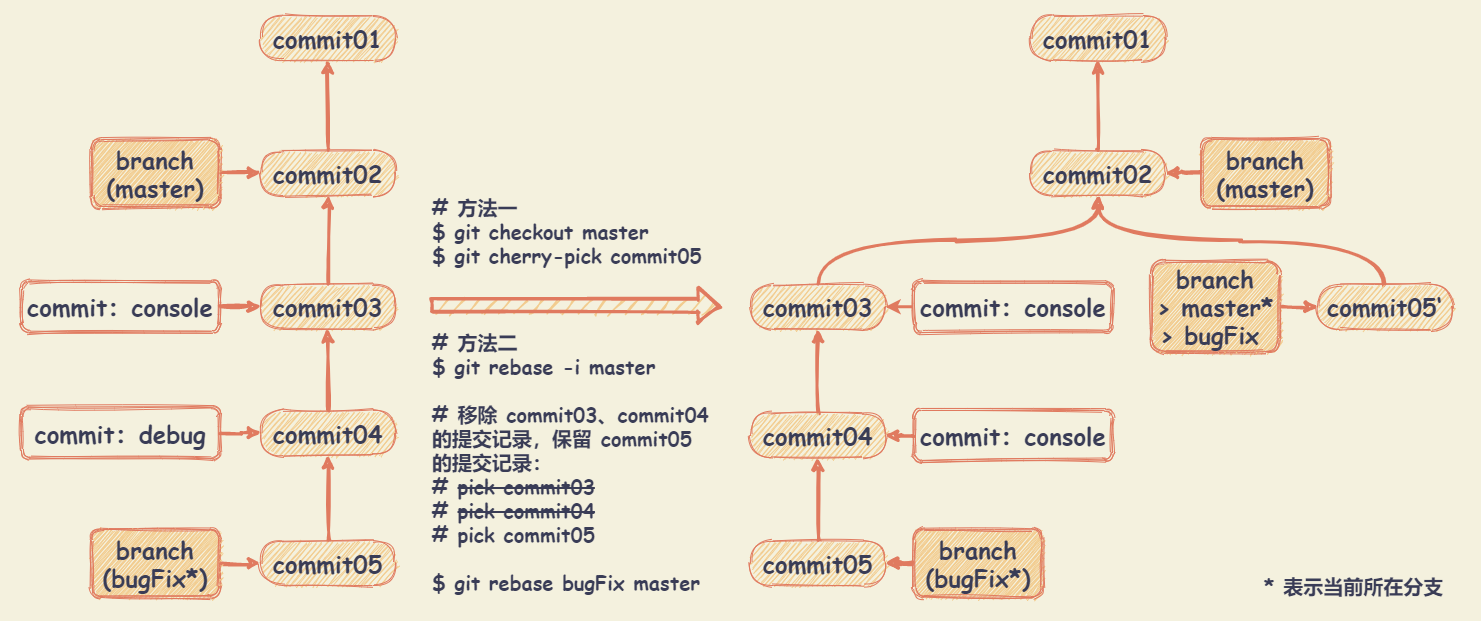 commit01
branch
(master)
commit02
commit: console
commit03
commit: debug
commit04
branch
(bugFix*)
commit05
# 方法一
$ git checkout master
$ git cherry-pick commit05
# 方法二
$ git rebase -i master
# 移除 commit03、commit04
的提交记录，保留 commit05
的提交记录：
# pick commit03
# pick commit04
# pick commit05
$ git rebase bugFix master
commit01
commit02
branch
(master)
commit03
commit: console
branch
> master*
> bugFix
commit05'
commit04
commit: console
commit05
branch
(bugFix*)
* 表示当前所在分支